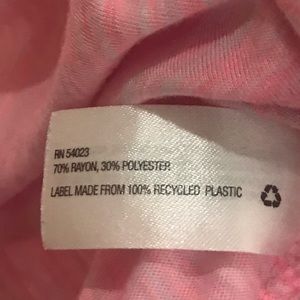 RN 54023
70% RAYON, 30% POLYESTER
LABEL MADE FROM 100% RECYCLED PLASTIC